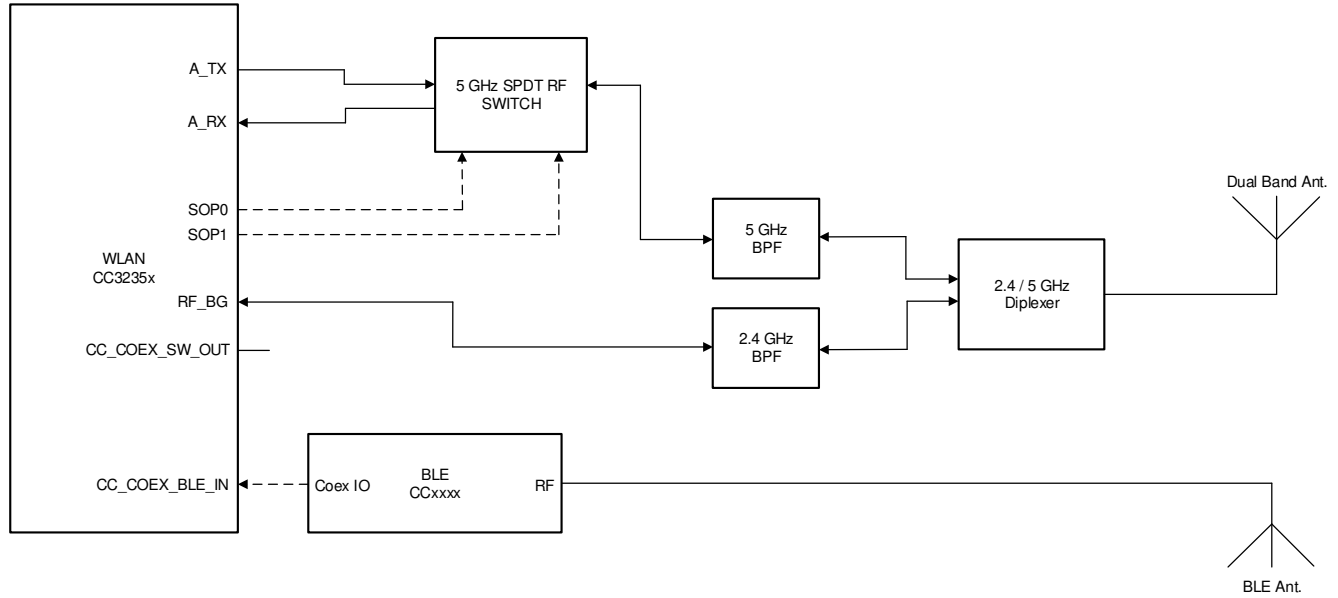 A_TX
5 GHz SPDT RF
SWITCH
A_RX
Dual Band Ant.
SOP0
SOP1
5 GHz
BPF
WLAN
CC3235x
2.4 / 5 GHz
Diplexer
RF_BG
CC_COEX_SW_OUT
2.4 GHz
BPF
CC_COEX_BLE_IN
Coex IO
BLE
CCxxxx
RF
BLE Ant.